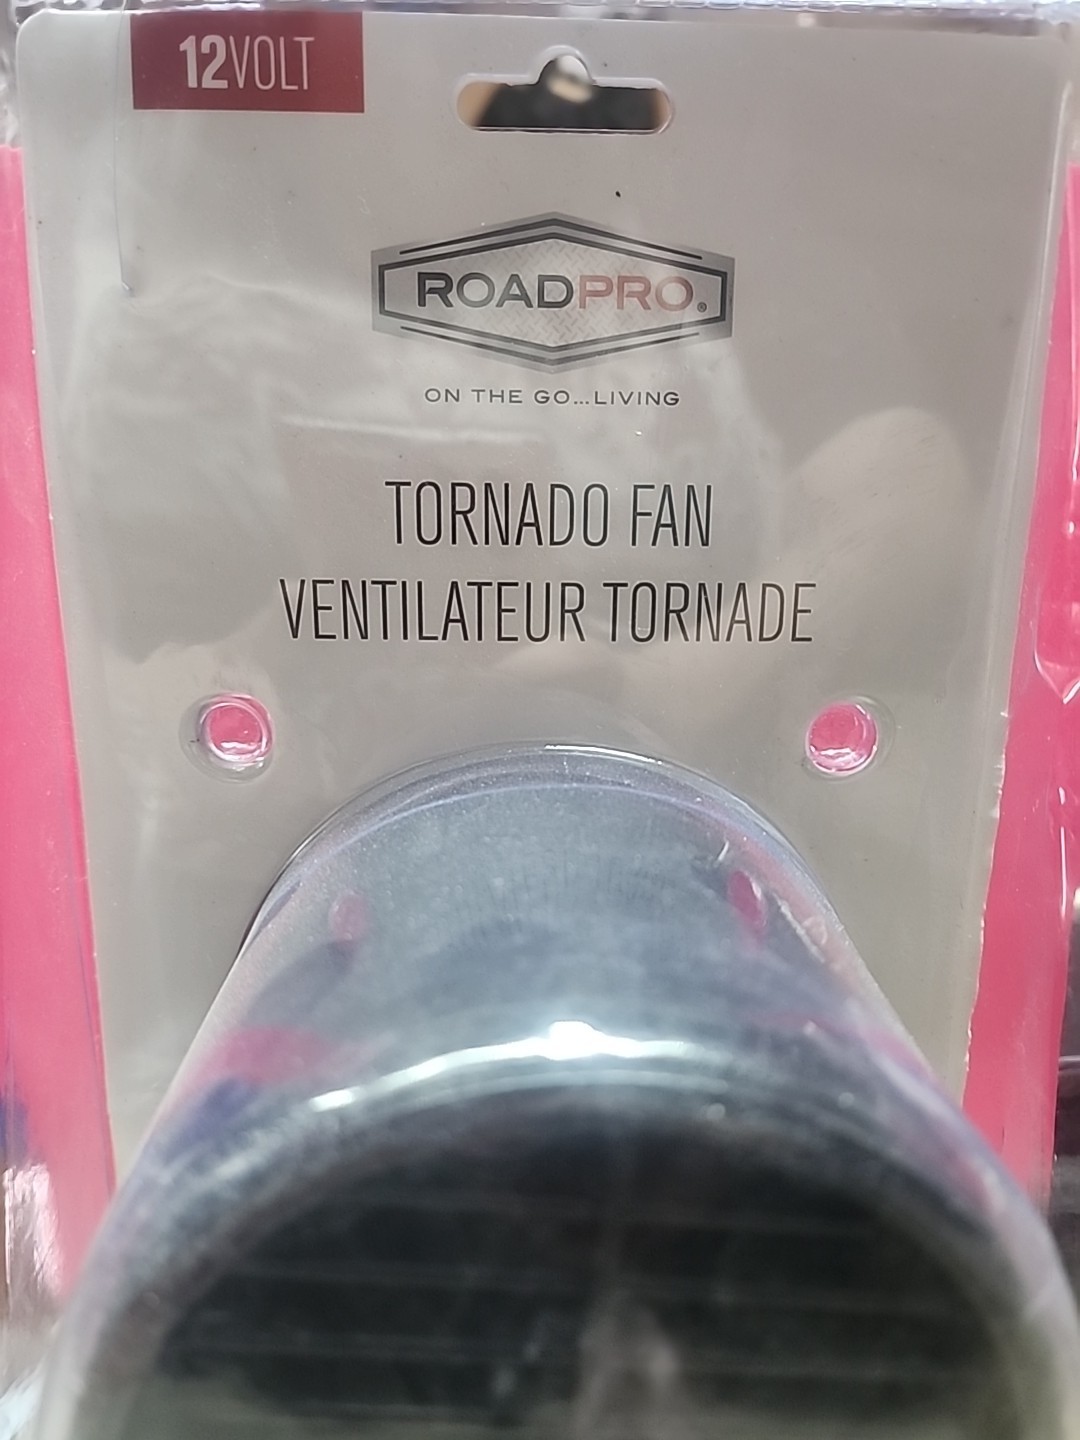 12VOLT
ROADPRO®
ON THE GO...LIVING
TORNADO FAN
VENTILATEUR TORNADE